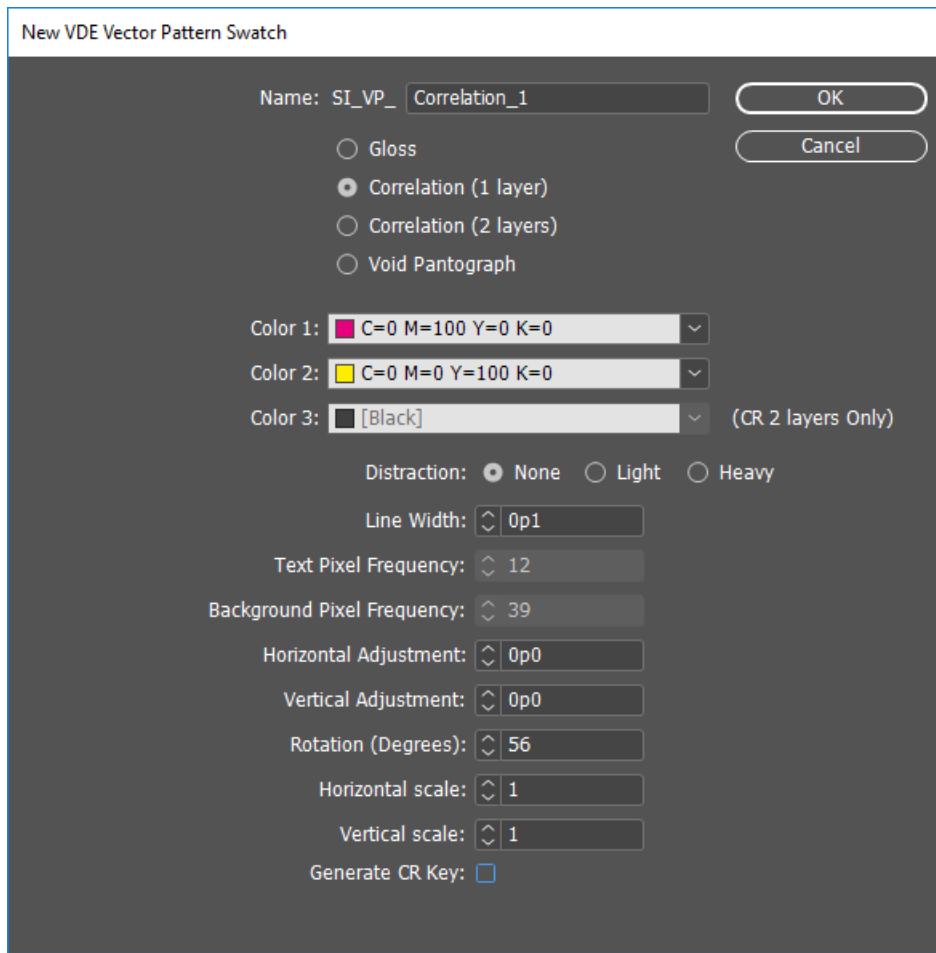 New VDE Vector Pattern Swatch
Name: SI_VP_ Correlation_1 OK
Gloss Cancel
Correlation (1 layer)
Correlation (2 layers)
Void Pantograph
Color 1: C=0 M=100 Y=0 K=0
Color 2: C=0 M=0 Y=100 K=0
Color 3: [Black] (CR 2 layers Only)
Distraction: None Light Heavy
Line Width: 0p1
Text Pixel Frequency: 12
Background Pixel Frequency: 39
Horizontal Adjustment: 0p0
Vertical Adjustment: 0p0
Rotation (Degrees): 56
Horizontal scale: 1
Vertical scale: 1
Generate CR Key: